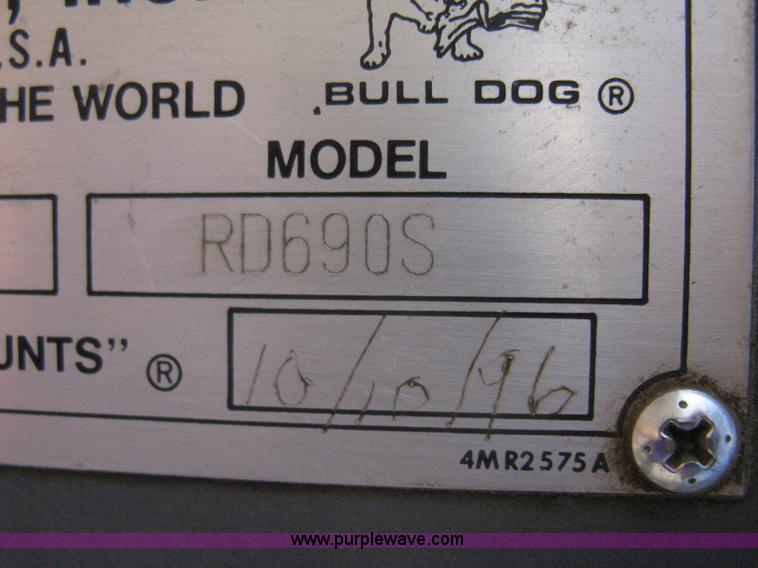 .S.A.
HE WORLD
BULL DOG ®
MODEL
RD690S
UNTS" ®
10/10/96
4MR2575A
www.purplewave.com